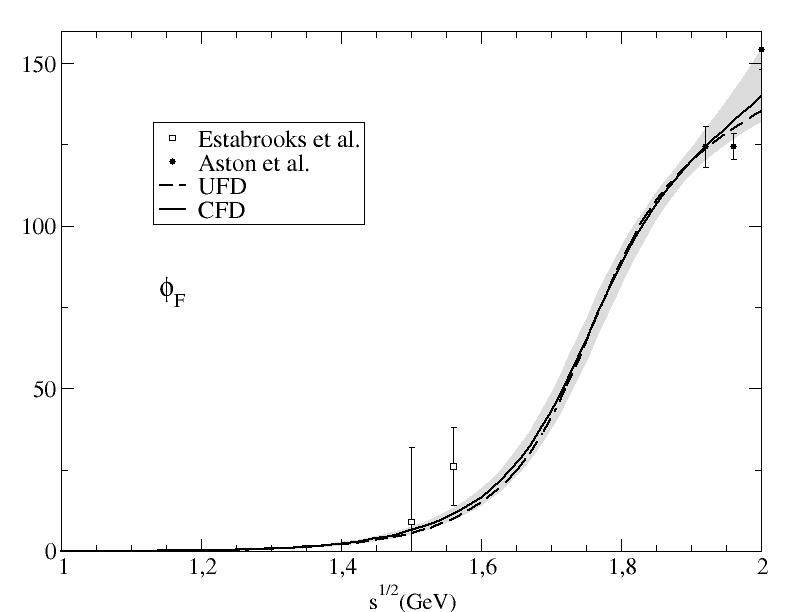 150
Estabrooks et al.
Aston et al.
UFD
CFD
100
ϕF
50
0
1 1,2 1,4 1,6 1,8 2
s1/2(GeV)